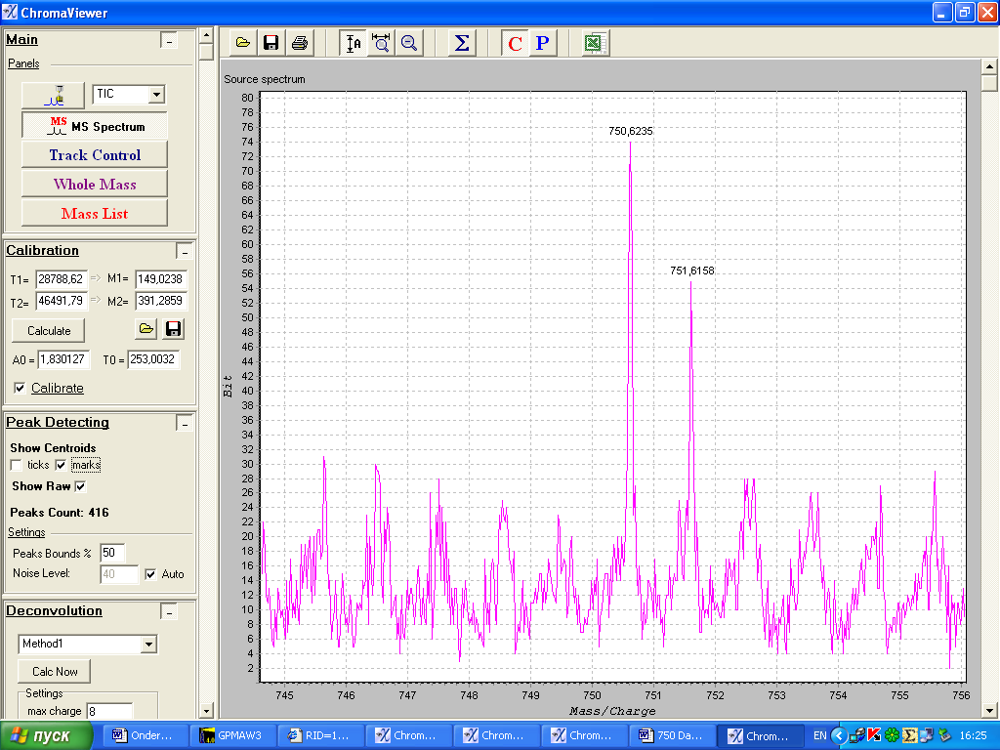 ChromaViewer
Main
Panels
TIC
MS MS Spectrum
Track Control
Whole Mass
Mass List
Calibration
T1= 28788,62 => M1= 149,0238
T2= 46491,79 => M2= 391,2859
Calculate
A0 = 1,830127 T0 = 253,0032
Calibrate
Peak Detecting
Show Centroids
ticks marks
Show Raw
Peaks Count: 416
Settings
Peaks Bounds % 50
Noise Level: 40 Auto
Deconvolution
Method1
Calc Now
Settings
max charge 8
A Σ C P
Source spectrum
80
78
76
74
72
70
68
66
64
62
60
58
56
54
52
50
48
46
44
42
40
38
36
34
32
30
28
26
24
22
20
18
16
14
12
10
8
6
4
2
Bit
750,6235
751,6158
745 746 747 748 749 750 751 752 753 754 755 756
Mass/Charge
пуск
Onder...
GPMAW3
RID=1...
Chrom...
Chrom...
Chrom...
750 Da...
Chrom...
EN
16:25